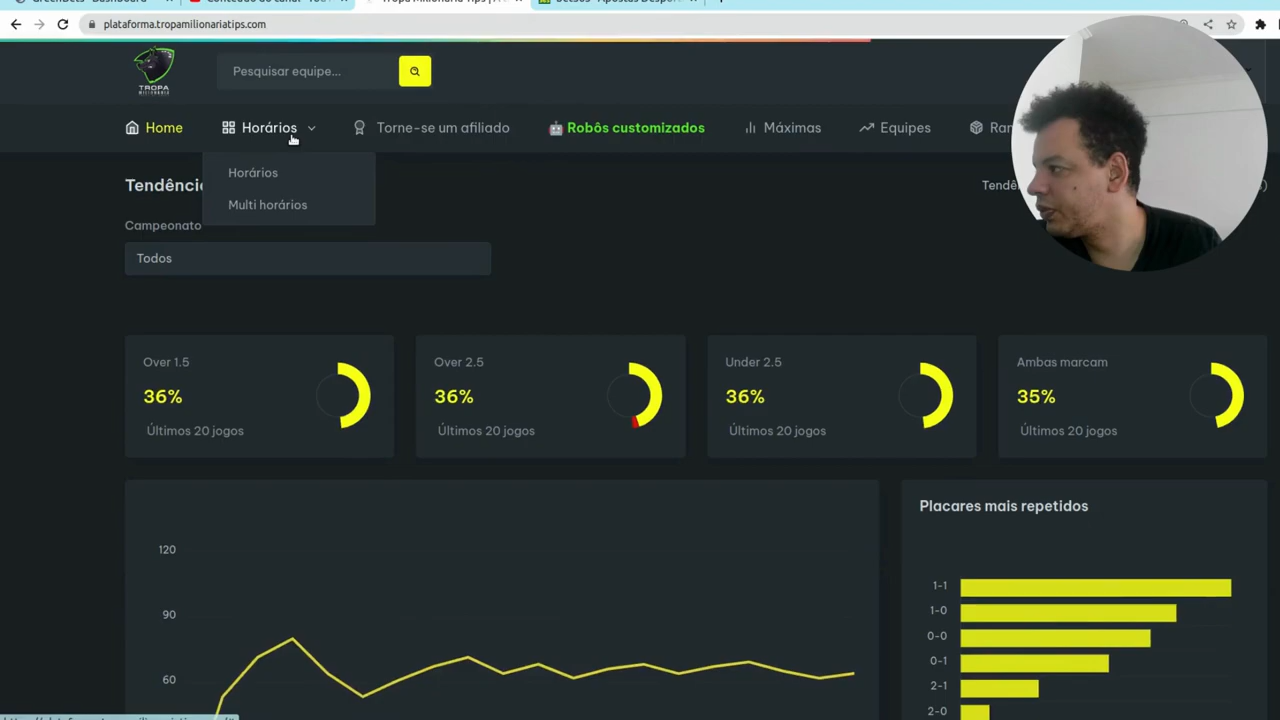 plataforma.tropamilionariatips.com
TROPA
Pesquisar equipe...
Home
Horários
Torne-se um afiliado
Robôs customizados
Máximas
Equipes
Horários
Multi horários
Campeonato
Todos
Over 1.5
36%
Últimos 20 jogos
Over 2.5
36%
Últimos 20 jogos
Under 2.5
36%
Últimos 20 jogos
Ambas marcam
35%
Últimos 20 jogos
120
90
60
Placares mais repetidos
1-1
1-0
0-0
0-1
2-1
2-0